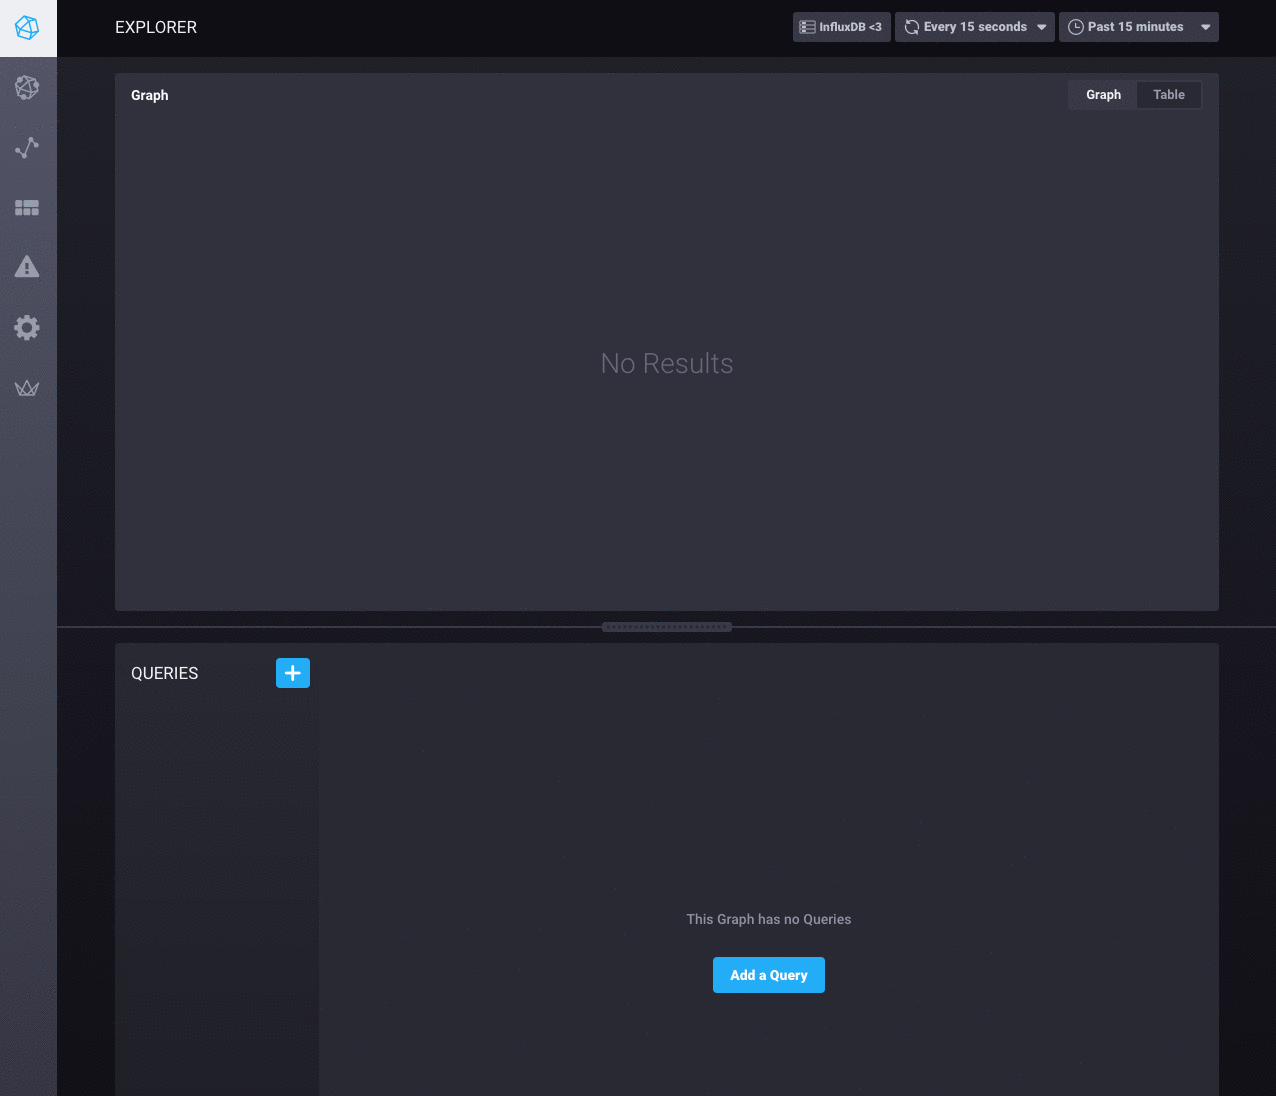 EXPLORER
InfluxDB <3
Every 15 seconds
Past 15 minutes
Graph
Graph
Table
No Results
QUERIES
This Graph has no Queries
Add a Query